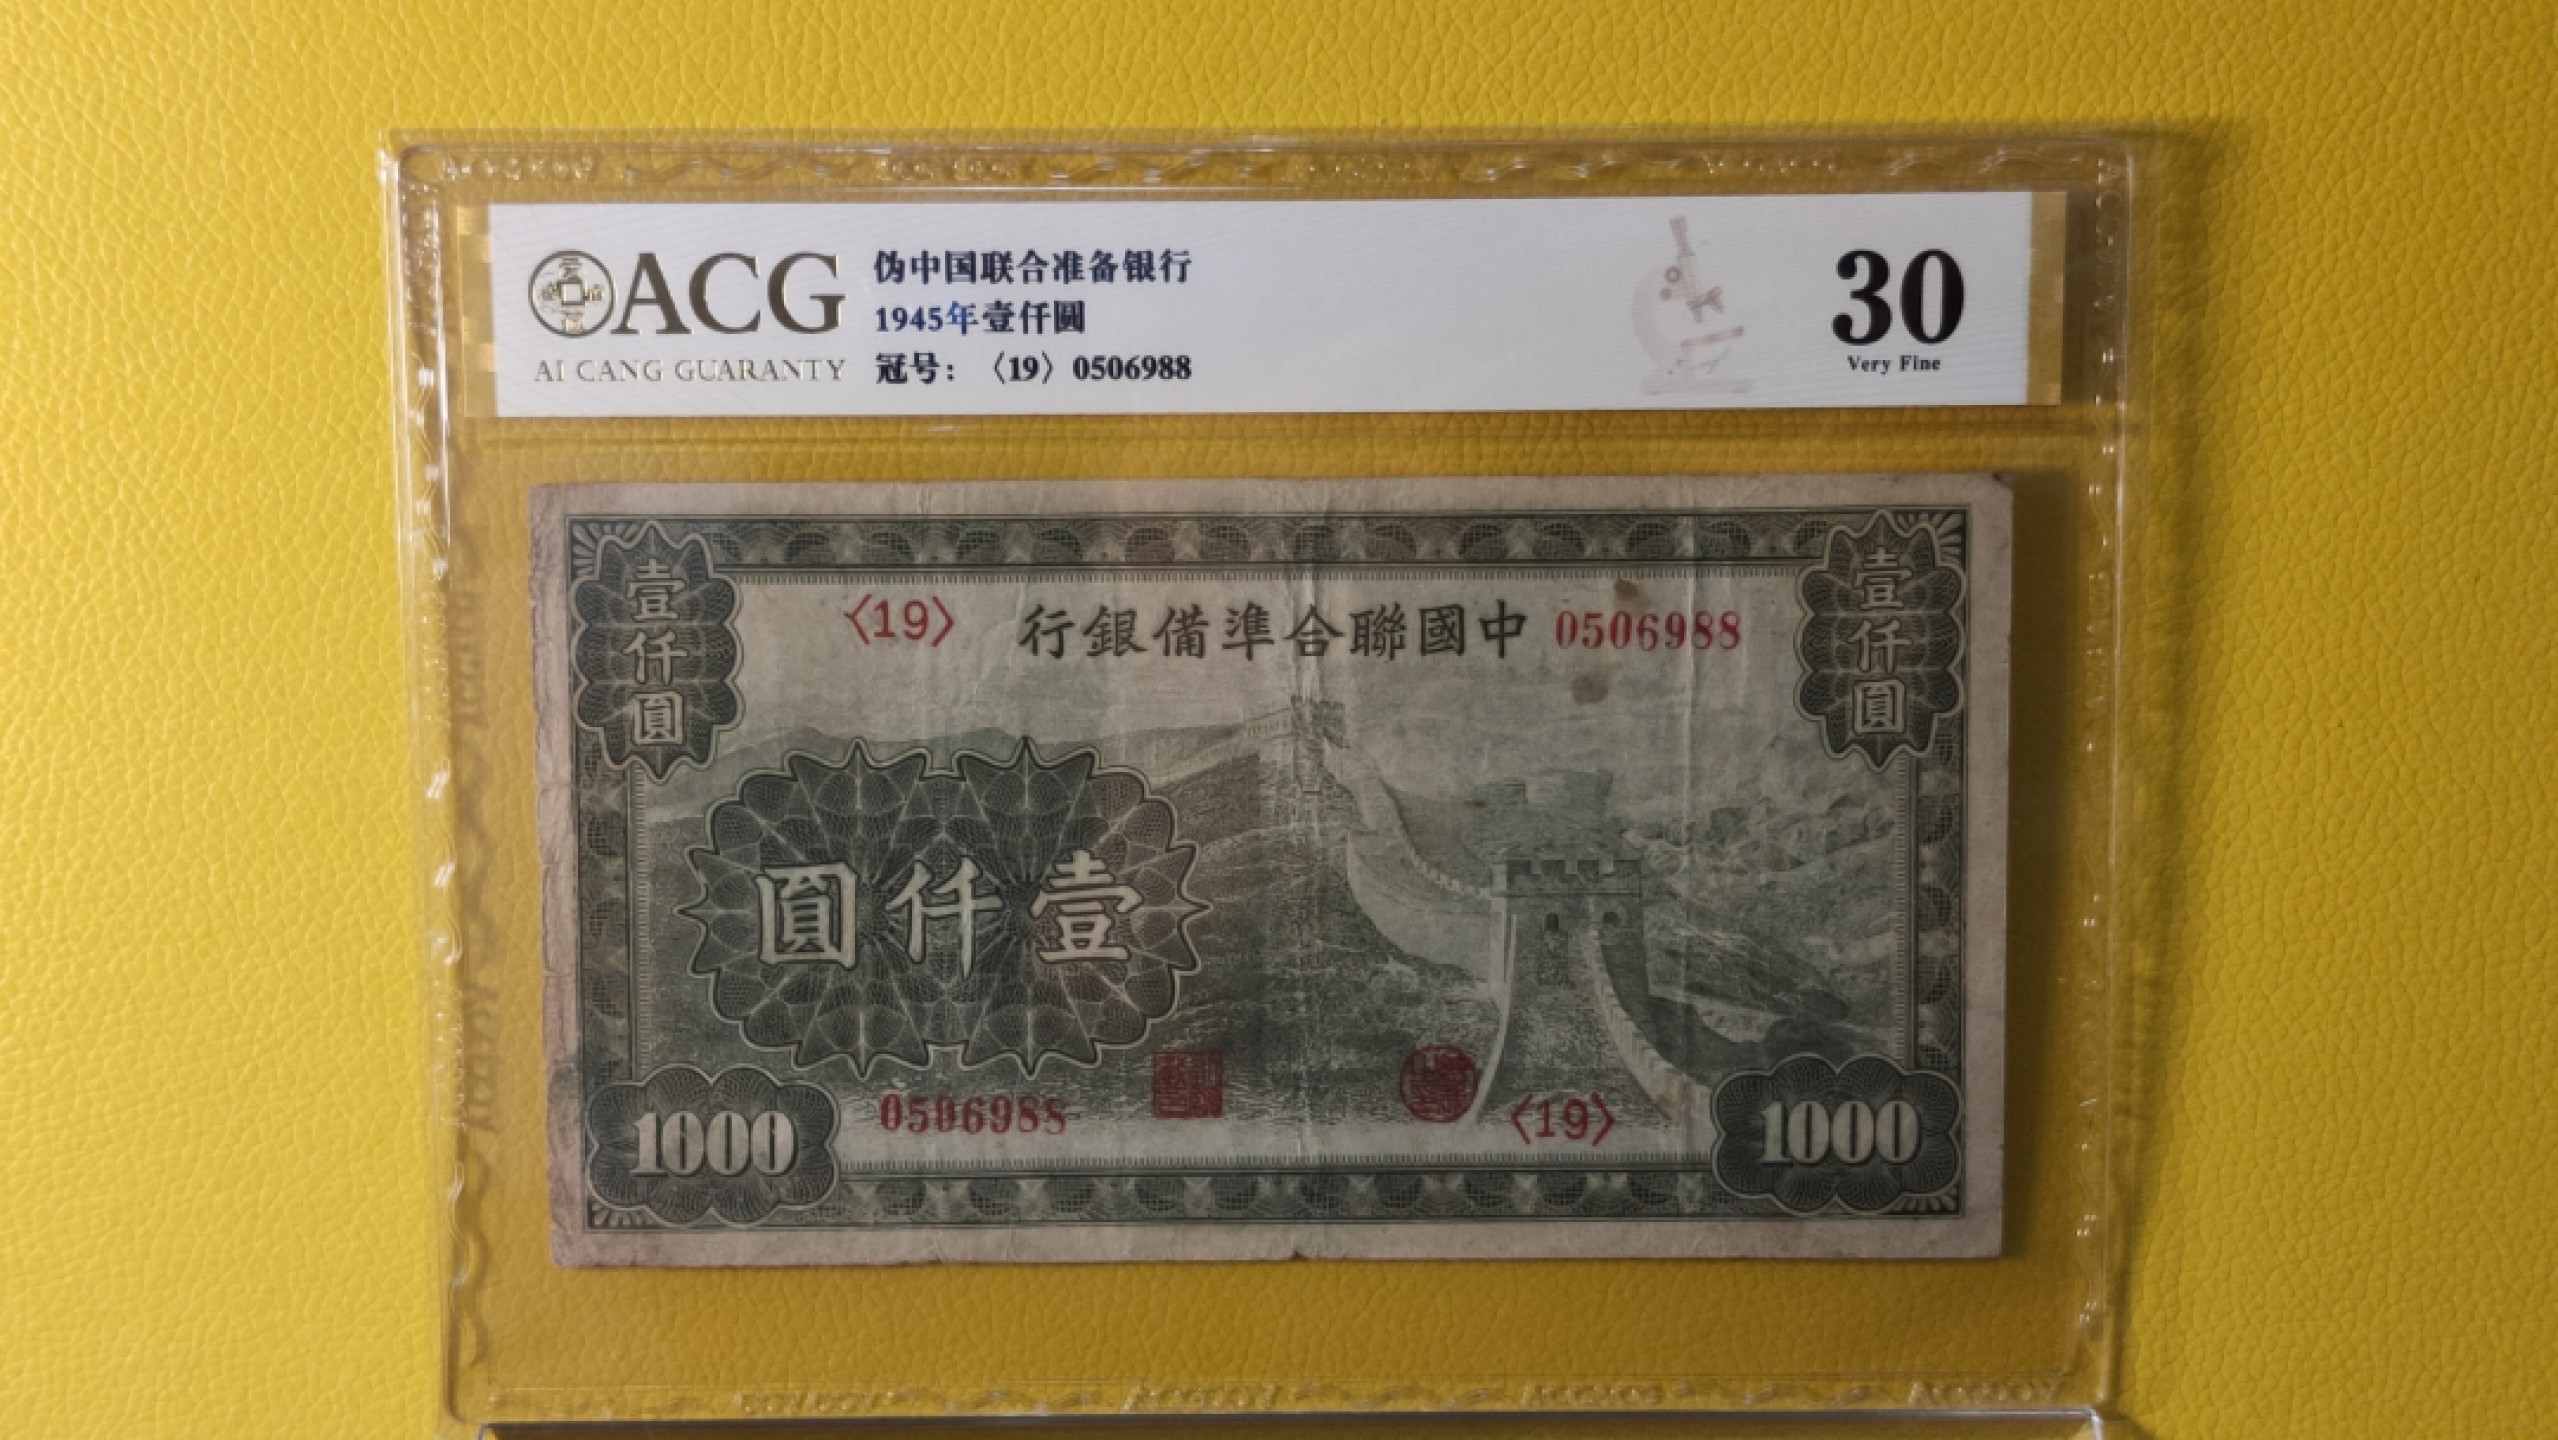 ACG
AI CANG GUARANTY
伪中国联合准备银行
1945年壹仟圆
冠号：〈19〉0506988
30
Very Fine
壹仟圓
〈19〉
行銀備準合聯國中
0506988
壹仟圓
圓仟壹
1000
0506988
〈19〉
1000